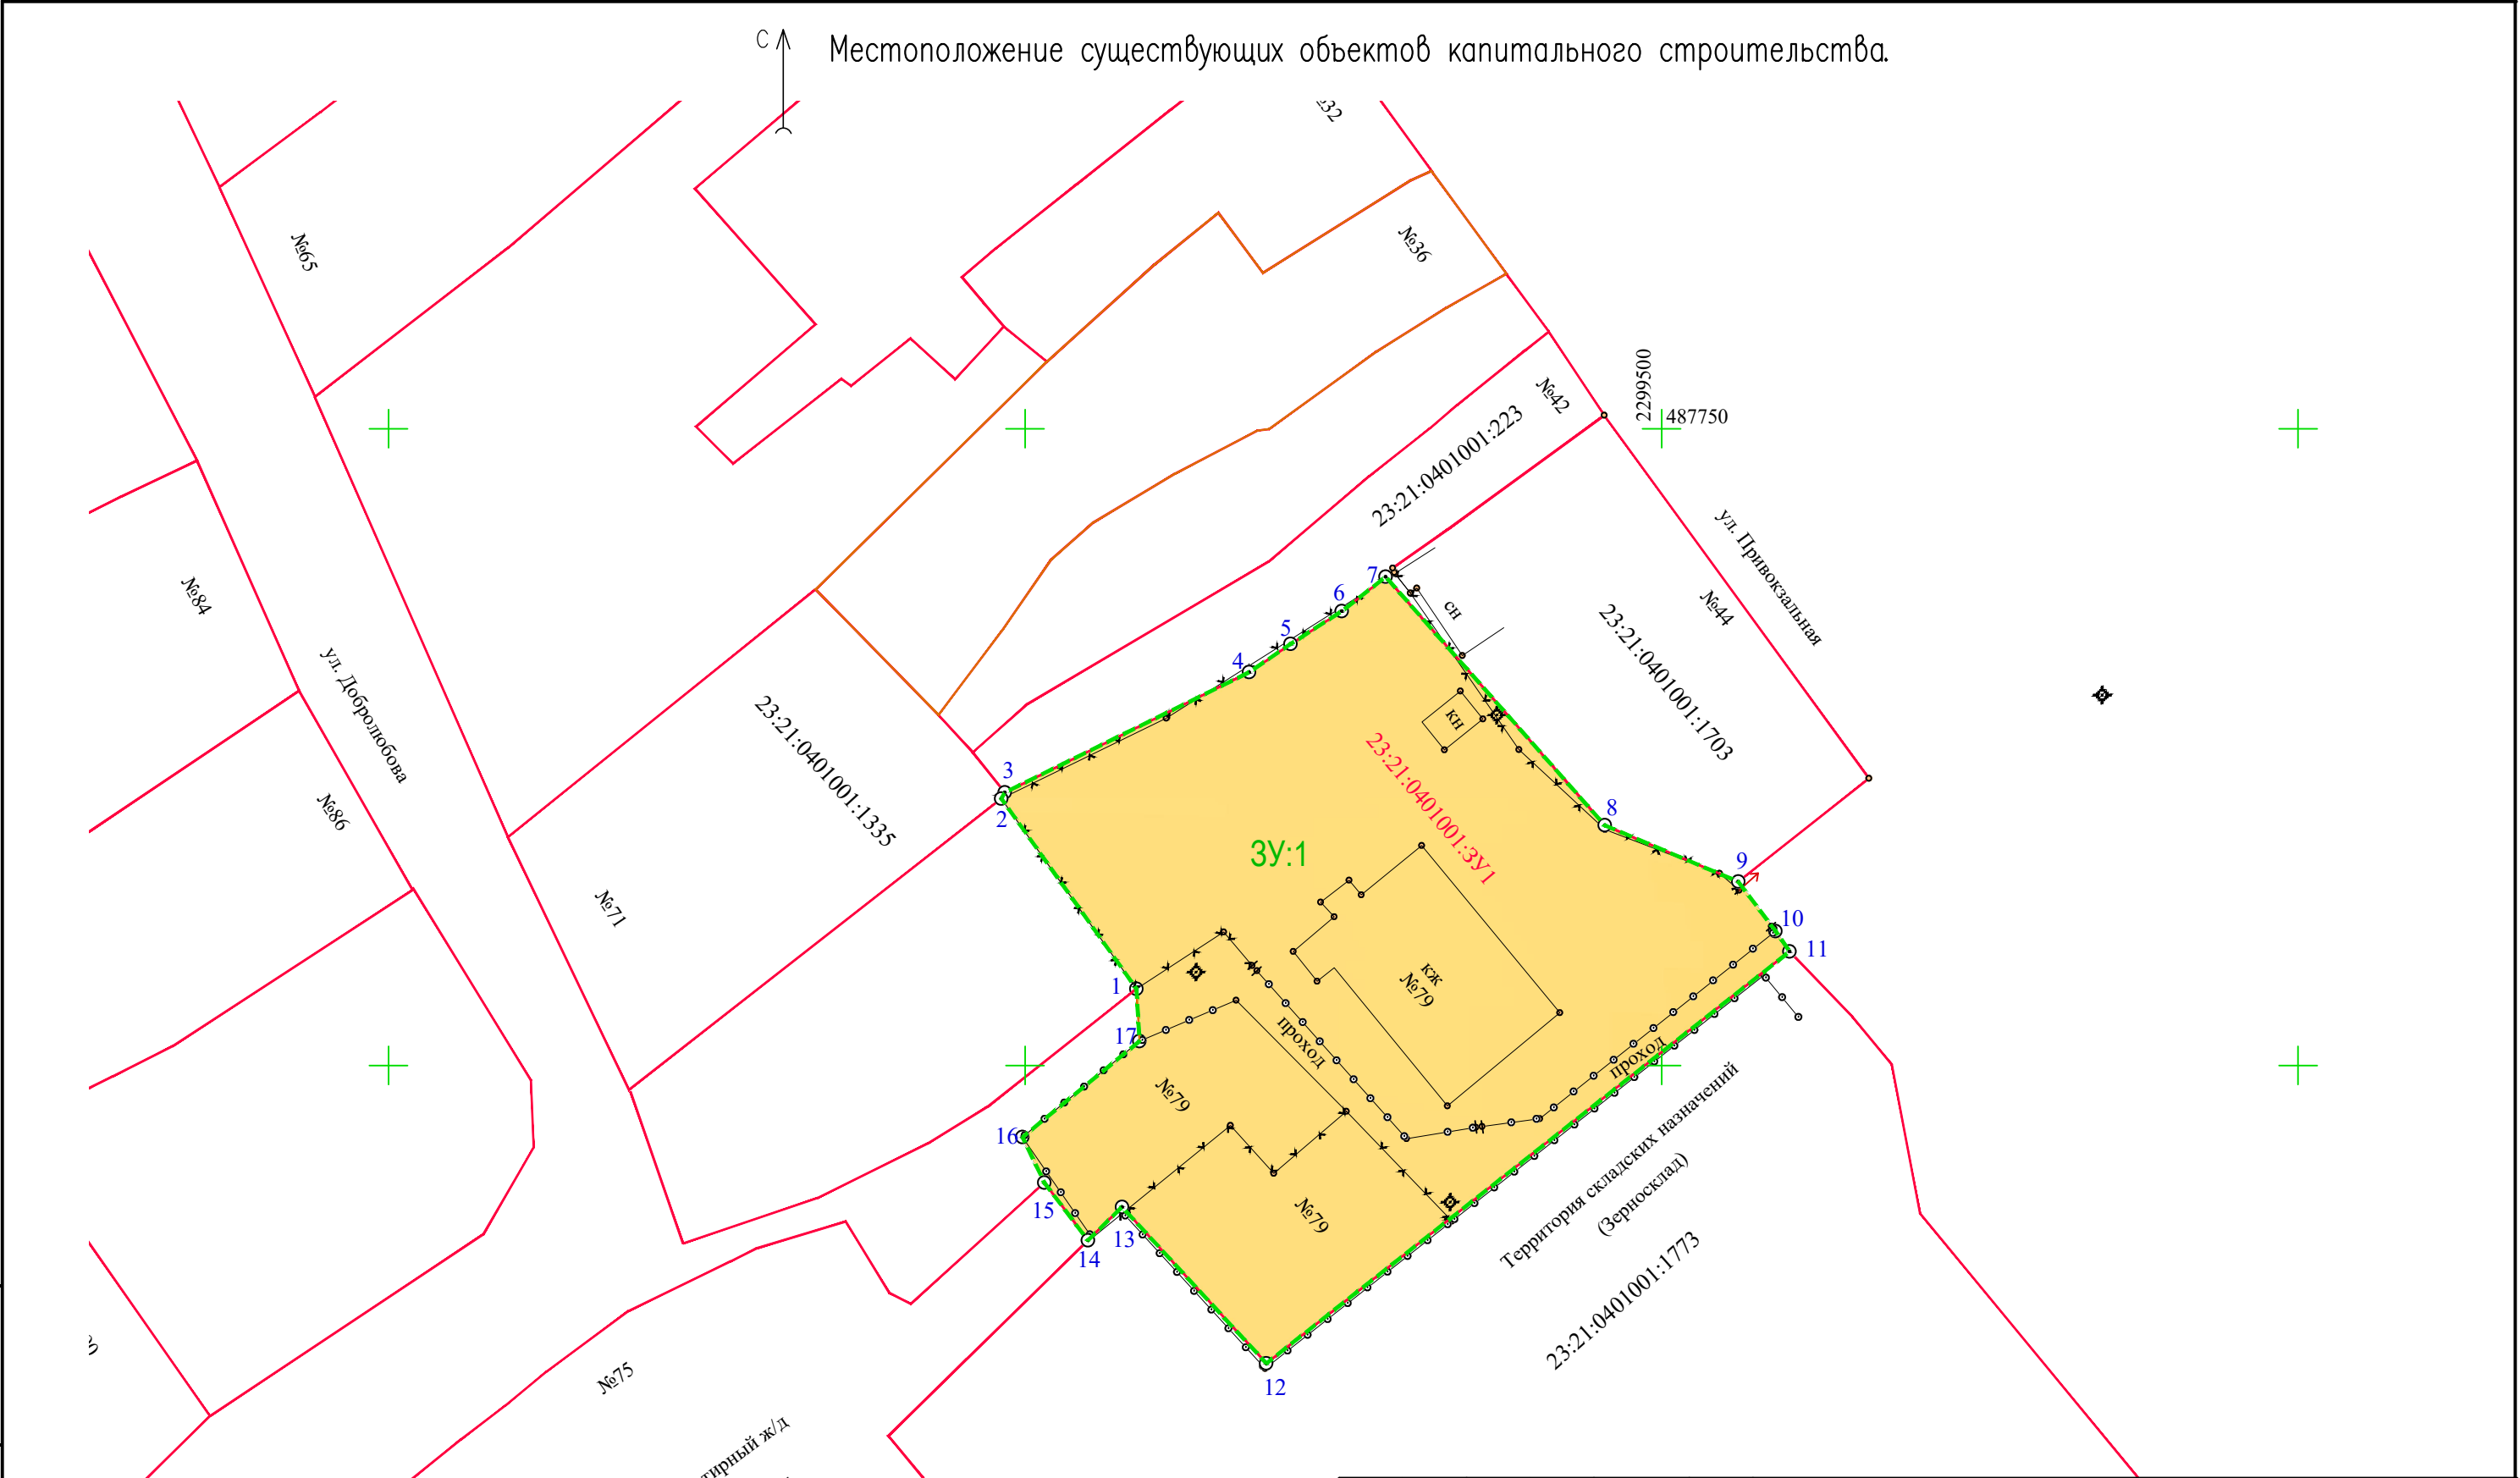 С
Местоположение существующих объектов капитального строительства.
№65
№36
№42
2299500
487750
23:21:0401001:223
ул. Привокзальная
№84
№44
7
6
сн
5
4
23:21:0401001:1703
ул. Добролюбова
23:21:0401001:1335
кн
3
2
23:21:0401001:ЗУ1
№86
8
ЗУ:1
9
№71
10
11
кж
№79
1
17
проход
проход
№79
16
Территория складских назначений
(Зерносклад)
23:21:0401001:1773
№79
15
13
14
12
№75